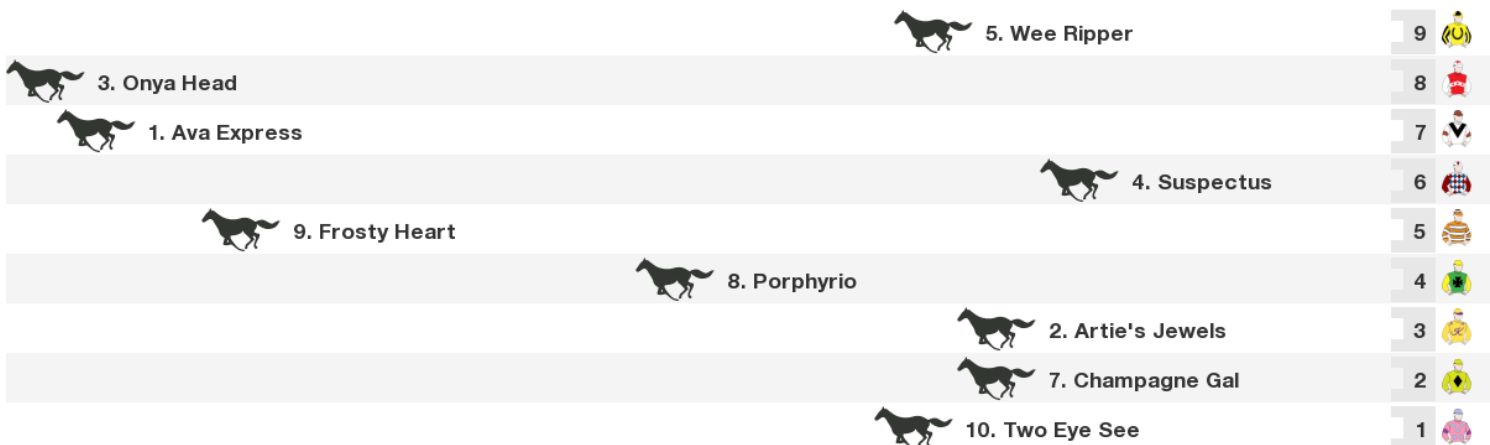 5. Wee Ripper 9
3. Onya Head 8
1. Ava Express 7
4. Suspectus 6
9. Frosty Heart 5
8. Porphyrio 4
2. Artie's Jewels 3
7. Champagne Gal 2
10. Two Eye See 1